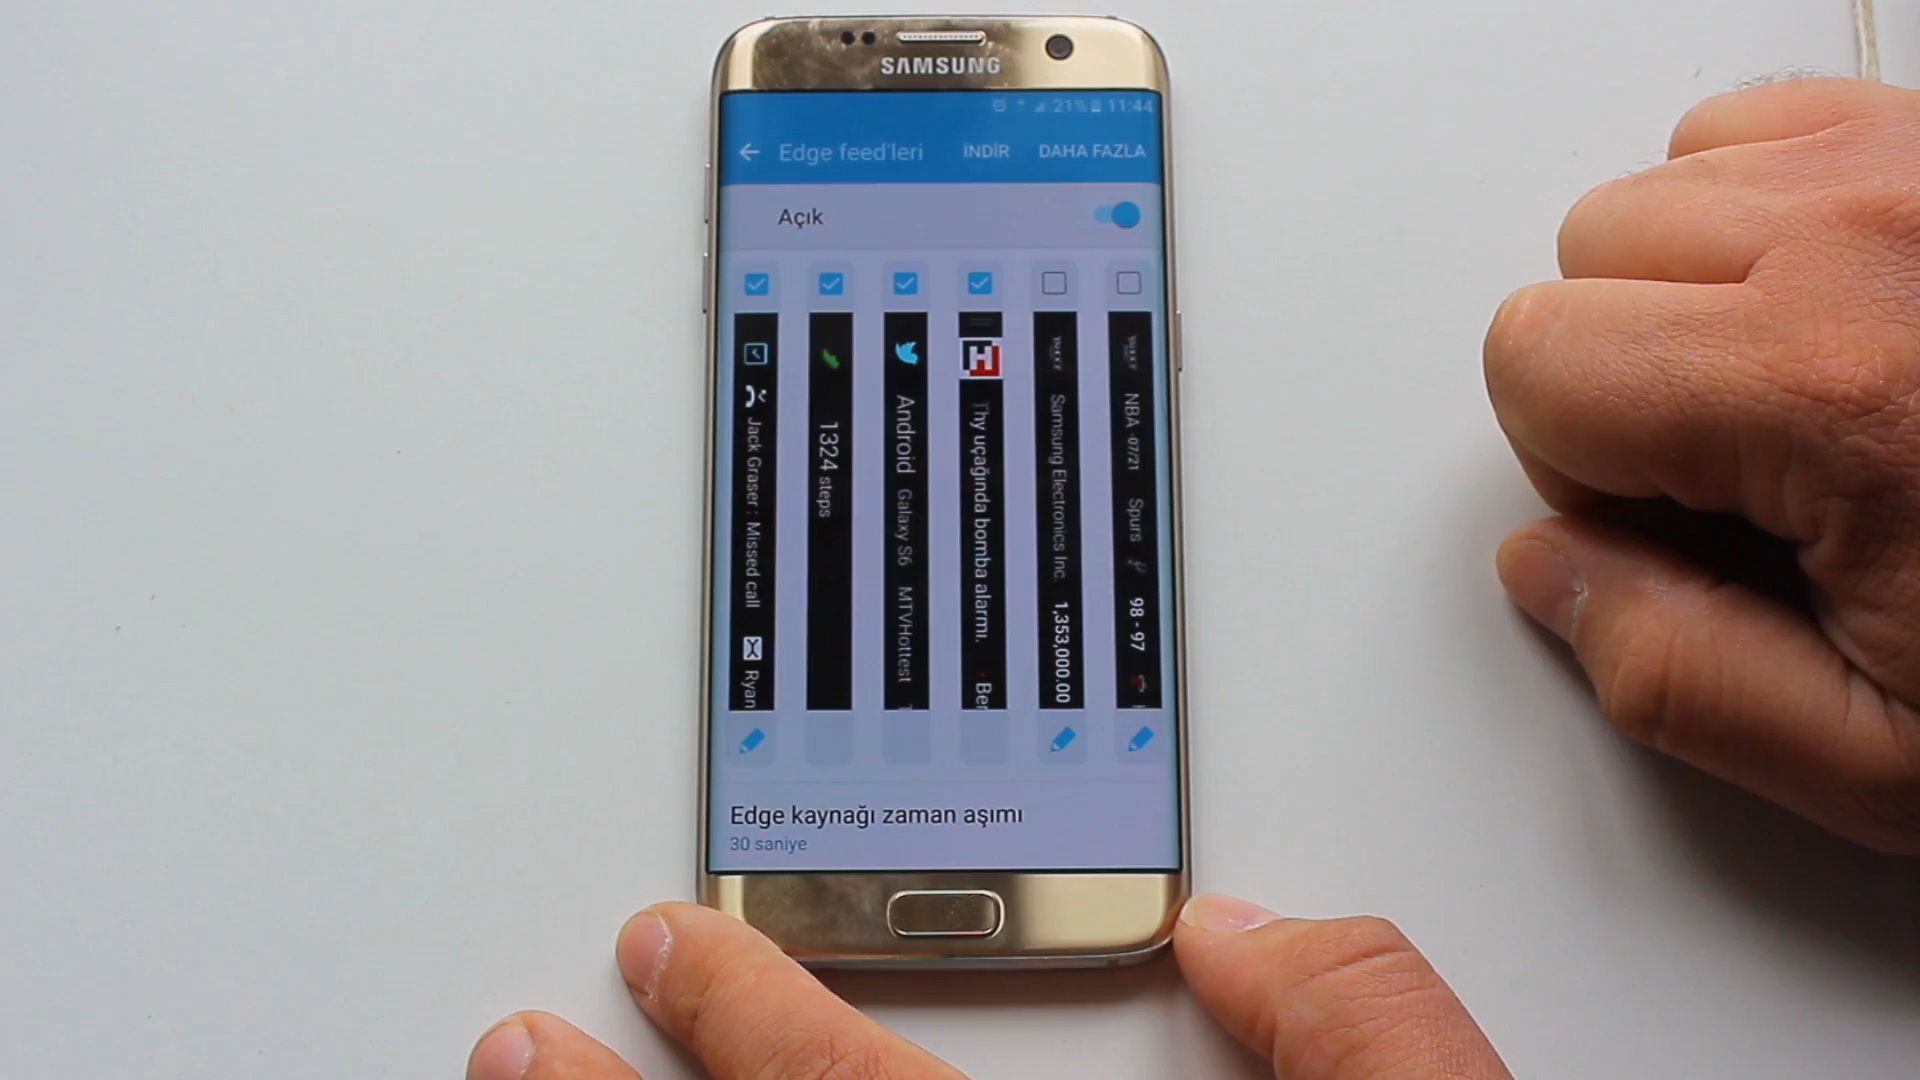 SAMSUNG
21% 11:44
Edge feed'leri İNDİR DAHA FAZLA
Açık
Jack Graser : Missed call Ryan
1324 steps
Android Galaxy S6 MTVHottest
Thy uçağında bomba alarmı. Ber
Samsung Electronics Inc. 1,353,000.00
NBA 07/21 Spurs 98 - 97
Edge kaynağı zaman aşımı
30 saniye